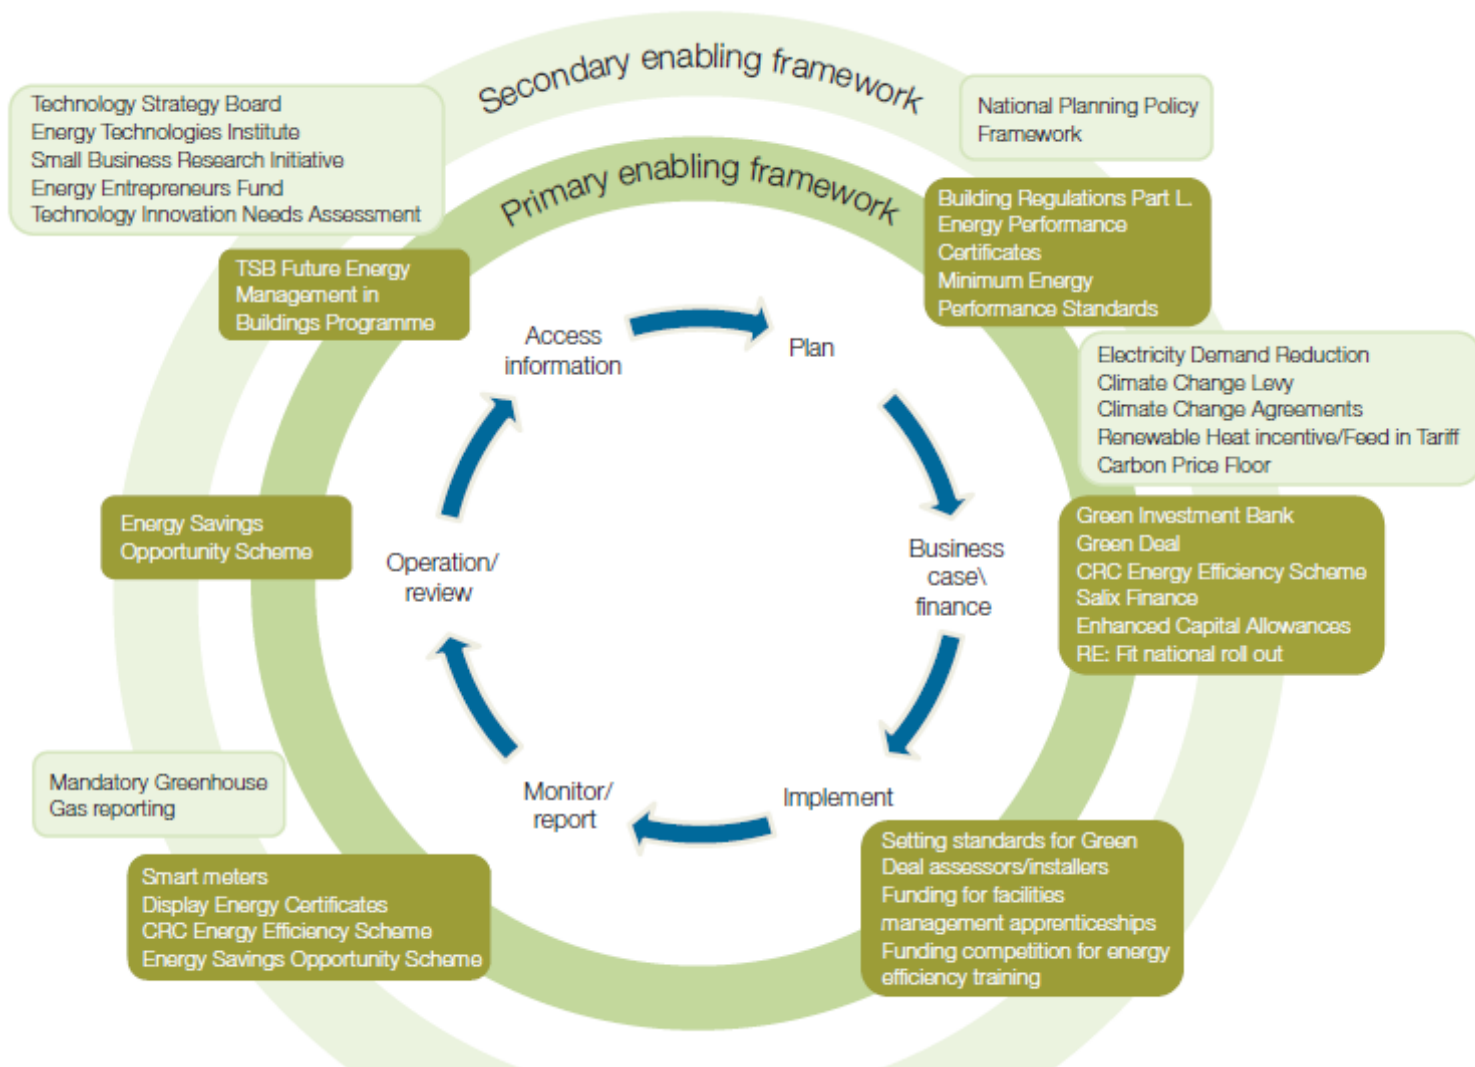 Secondary enabling framework
Primary enabling framework
Technology Strategy Board
Energy Technologies Institute
Small Business Research Initiative
Energy Entrepreneurs Fund
Technology Innovation Needs Assessment
TSB Future Energy
Management in
Buildings Programme
National Planning Policy
Framework
Building Regulations Part L.
Energy Performance
Certificates
Minimum Energy
Performance Standards
Access
information
Plan
Electricity Demand Reduction
Climate Change Levy
Climate Change Agreements
Renewable Heat incentive/Feed in Tariff
Carbon Price Floor
Energy Savings
Opportunity Scheme
Operation/
review
Business
case\
finance
Green Investment Bank
Green Deal
CRC Energy Efficiency Scheme
Salix Finance
Enhanced Capital Allowances
RE: Fit national roll out
Mandatory Greenhouse
Gas reporting
Monitor/
report
Implement
Smart meters
Display Energy Certificates
CRC Energy Efficiency Scheme
Energy Savings Opportunity Scheme
Setting standards for Green
Deal assessors/installers
Funding for facilities
management apprenticeships
Funding competition for energy
efficiency training